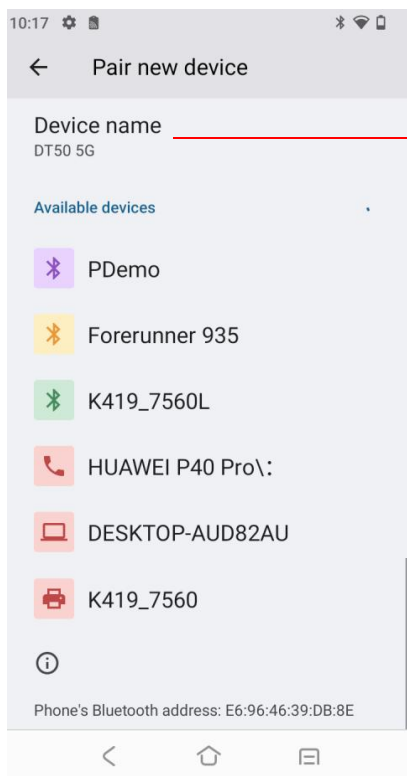 10:17
Pair new device
Device name
DT50 5G
Available devices
PDemo
Forerunner 935
K419_7560L
HUAWEI P40 Pro\:
DESKTOP-AUD82AU
K419_7560
Phone's Bluetooth address: E6:96:46:39:DB:8E